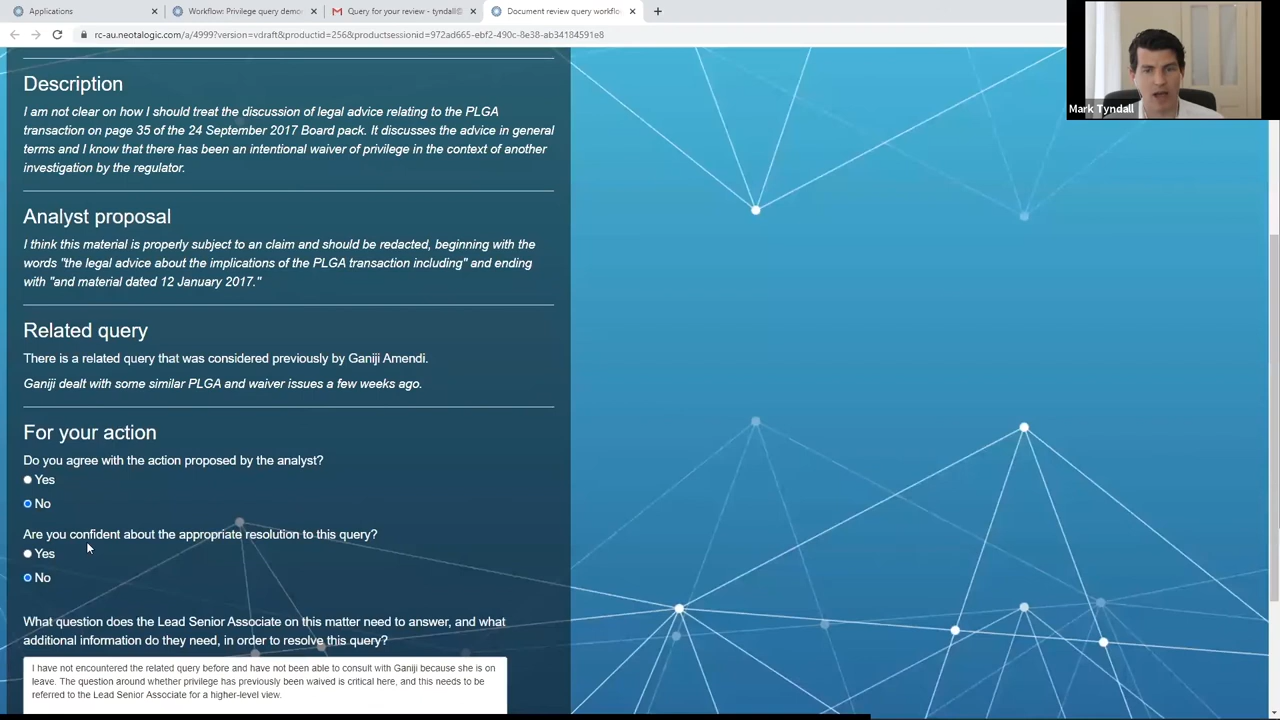 Applications
Workflow: Privilege query demo
Query for your review - tyndall@
Document review query workflo
rc-au.neotalogic.com/a/4999?version=vdraft&productid=256&productsessionid=972ad665-ebf2-490c-8e38-ab34184591e8
Mark Tyndall
Description
I am not clear on how I should treat the discussion of legal advice relating to the PLGA
transaction on page 35 of the 24 September 2017 Board pack. It discusses the advice in general
terms and I know that there has been an intentional waiver of privilege in the context of another
investigation by the regulator.
Analyst proposal
I think this material is properly subject to an claim and should be redacted, beginning with the
words "the legal advice about the implications of the PLGA transaction including" and ending
with "and material dated 12 January 2017."
Related query
There is a related query that was considered previously by Ganiji Amendi.
Ganiji dealt with some similar PLGA and waiver issues a few weeks ago.
For your action
Do you agree with the action proposed by the analyst?
Yes
No
Are you confident about the appropriate resolution to this query?
Yes
No
What question does the Lead Senior Associate on this matter need to answer, and what
additional information do they need, in order to resolve this query?
I have not encountered the related query before and have not been able to consult with Ganiji because she is on
leave. The question around whether privilege has previously been waived is critical here, and this needs to be
referred to the Lead Senior Associate for a higher-level view.